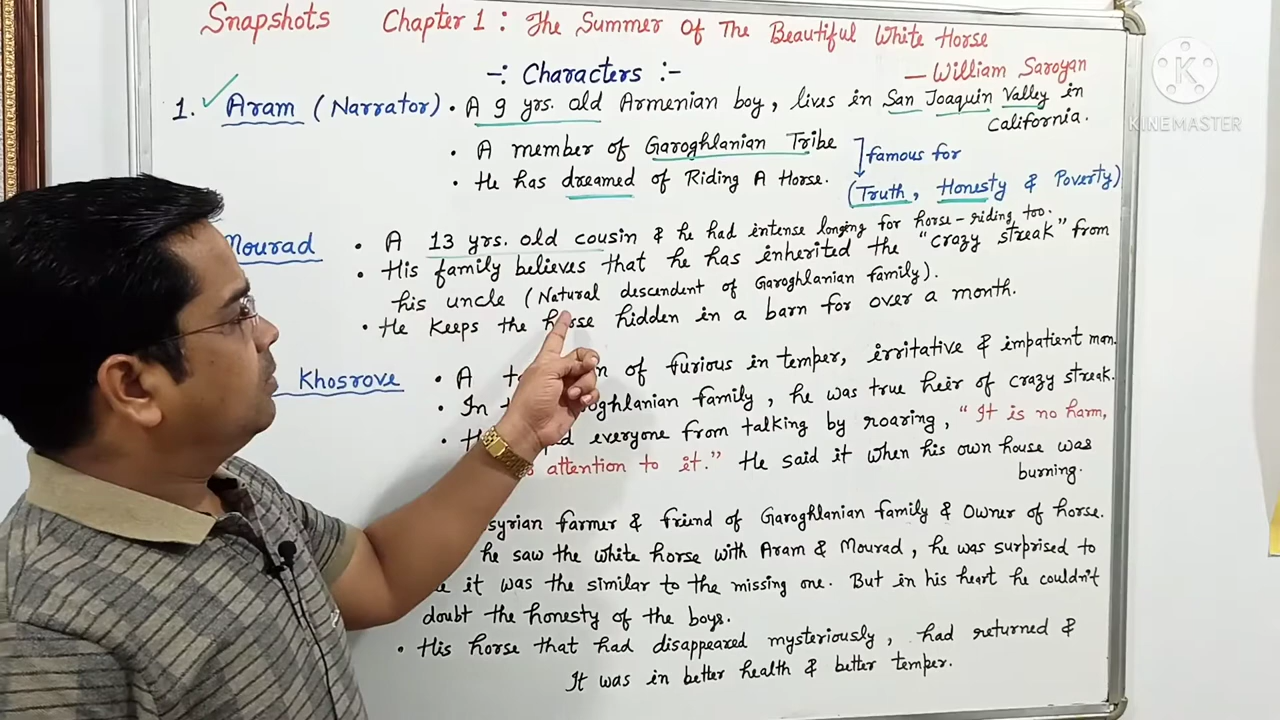 Snapshots Chapter 1 : The Summer Of The Beautiful White Horse
-: Characters :- — William Saroyan
1. Aram (Narrator) • A 9 yrs. old Armenian boy, lives in San Joaquin Valley in
California.
• A member of Garoghlanian Tribe
famous for
• He has dreamed of Riding A Horse.
(Truth, Honesty & Poverty)
Mourad • A 13 yrs. old cousin & he had intense longing for horse-riding too.
• His family believes that he has inherited the "crazy streak" from
his uncle (Natural descendent of Garoghlanian family).
• He keeps the horse hidden in a barn for over a month.
Khosrove • A of furious in temper, irritative & impatient man.
• In family, he was true heir of crazy streak.
• everyone from talking by roaring, "It is no harm,
attention to it." He said it when his own house was
burning.
farmer & friend of Garoghlanian family & Owner of horse.
he saw the white horse with Aram & Mourad, he was surprised to
it was the similar to the missing one. But in his heart he couldn't
doubt the honesty of the boys.
• His horse that had disappeared mysteriously, had returned &
It was in better health & better temper.
K
KINEMASTER